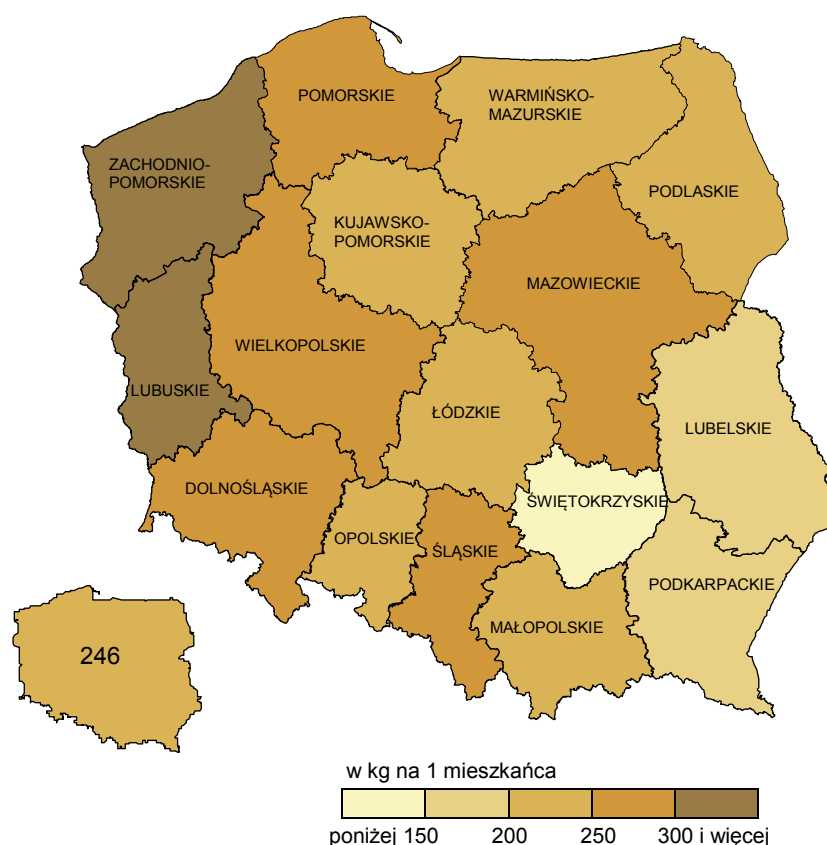 POMORSKIE
WARMIŃSKO-
MAZURSKIE
ZACHODNIO-
POMORSKIE
PODLASKIE
KUJAWSKO-
POMORSKIE
MAZOWIECKIE
WIELKOPOLSKIE
LUBUSKIE
ŁÓDZKIE
LUBELSKIE
DOLNOŚLĄSKIE
ŚWIĘTOKRZYSKIE
OPOLSKIE
ŚLĄSKIE
PODKARPACKIE
MAŁOPOLSKIE
246
w kg na 1 mieszkańca
poniżej 150 200 250 300 i więcej